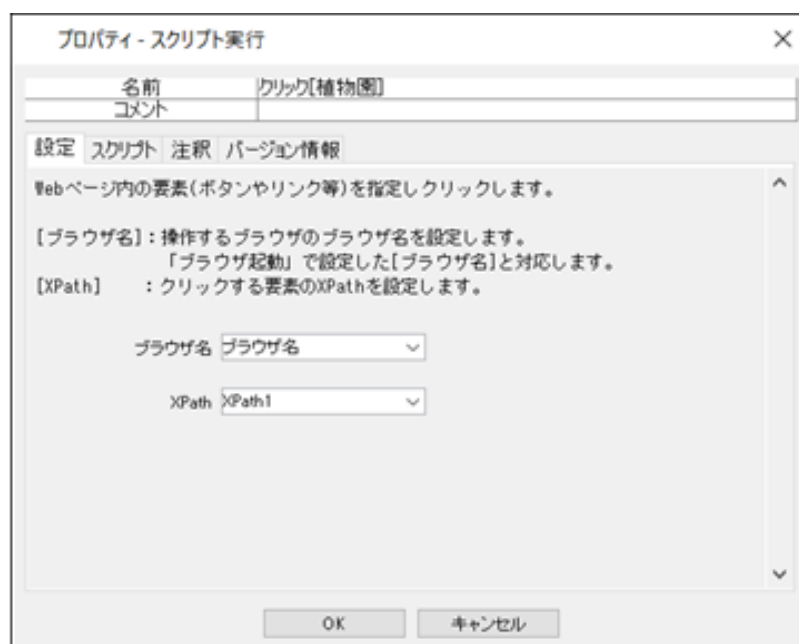 プロパティ - スクリプト実行
名前 クリック[植物園]
コメント
設定 スクリプト 注釈 バージョン情報
Webページ内の要素(ボタンやリンク等)を指定しクリックします。
[ブラウザ名]：操作するブラウザのブラウザ名を設定します。
「ブラウザ起動」で設定した[ブラウザ名]と対応します。
[XPath] ：クリックする要素のXPathを設定します。
ブラウザ名 ブラウザ名
XPath XPath1
OK キャンセル